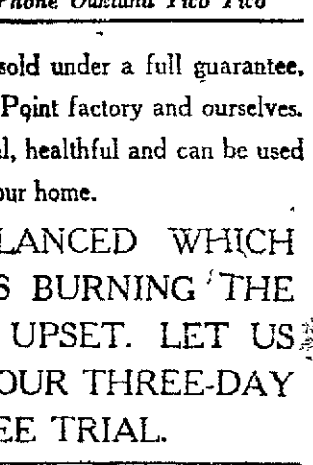 sold under a full guarantee,
Point factory and ourselves.
l, healthful and can be used
our home.
LANCED WHICH
S BURNING THE
UPSET. LET US
OUR THREE-DAY
EE TRIAL.